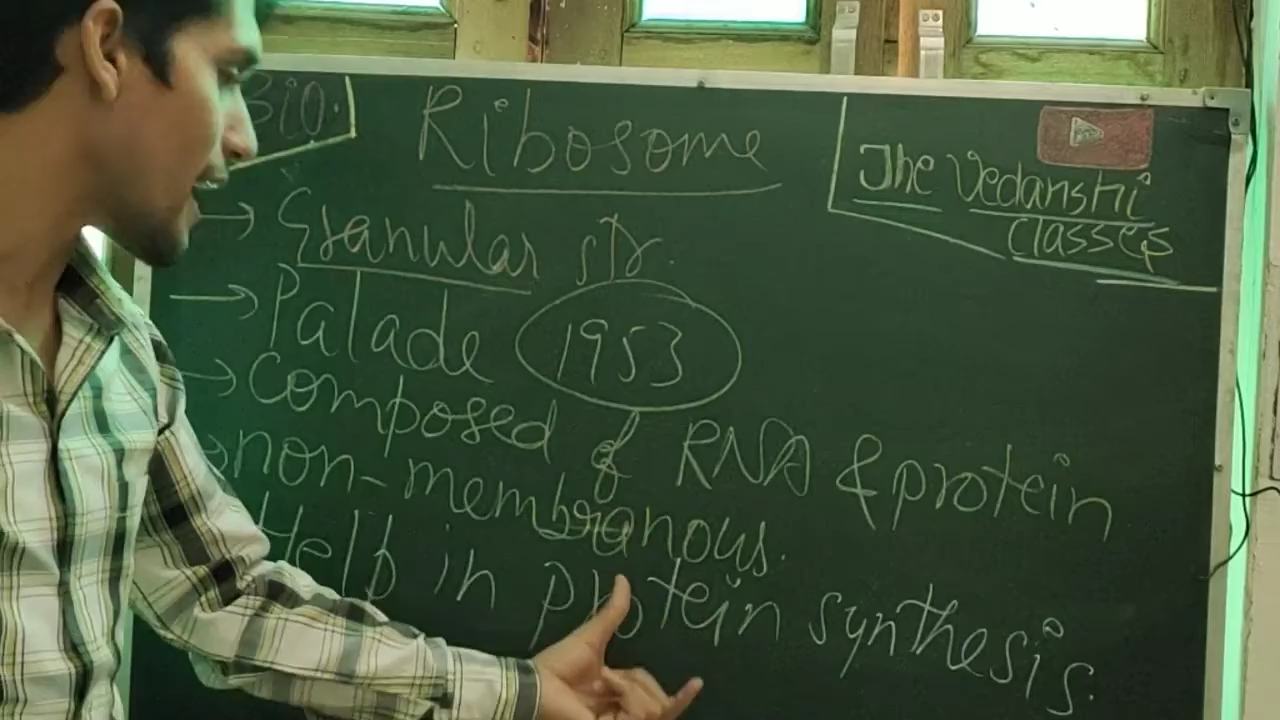 Bio.
Ribosome
The Vedanshi
Classes
→ Granular str.
→ Palade 1953
→ Composed of RNA & protein
→ non-membranous.
Help in protein synthesis.